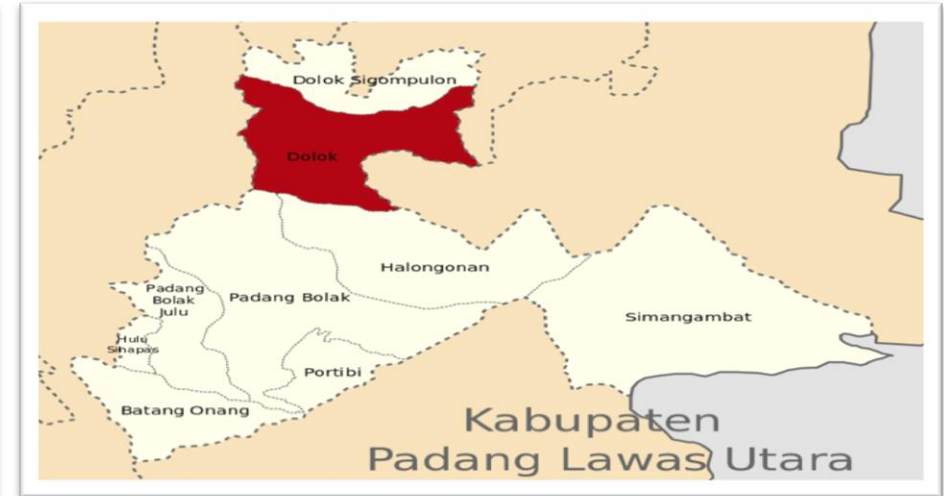 Dolok Sigompulon
Dolok
Halongonan
Padang
Bolak
Julu
Padang Bolak
Simangambat
Hulu
Sihapas
Portibi
Batang Onang
Kabupaten
Padang Lawas Utara